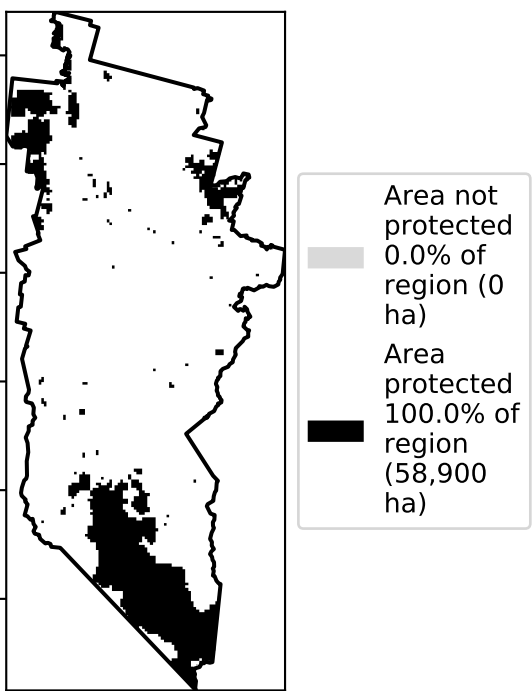 Area not
protected
0.0% of
region (0
ha)
Area
protected
100.0% of
region
(58,900
ha)